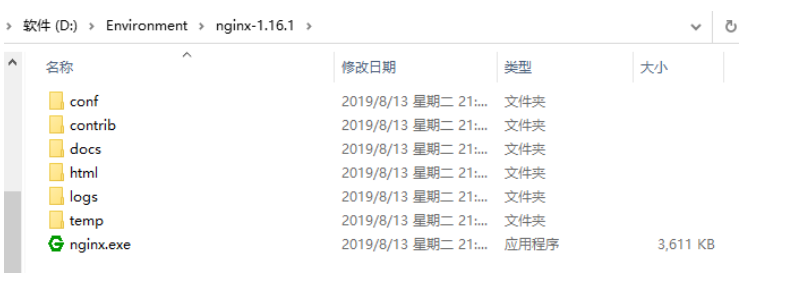 软件 (D:) › Environment › nginx-1.16.1 ›
名称 修改日期 类型 大小
conf 2019/8/13 星期二 21:... 文件夹
contrib 2019/8/13 星期二 21:... 文件夹
docs 2019/8/13 星期二 21:... 文件夹
html 2019/8/13 星期二 21:... 文件夹
logs 2019/8/13 星期二 21:... 文件夹
temp 2019/8/13 星期二 21:... 文件夹
nginx.exe 2019/8/13 星期二 21:... 应用程序 3,611 KB